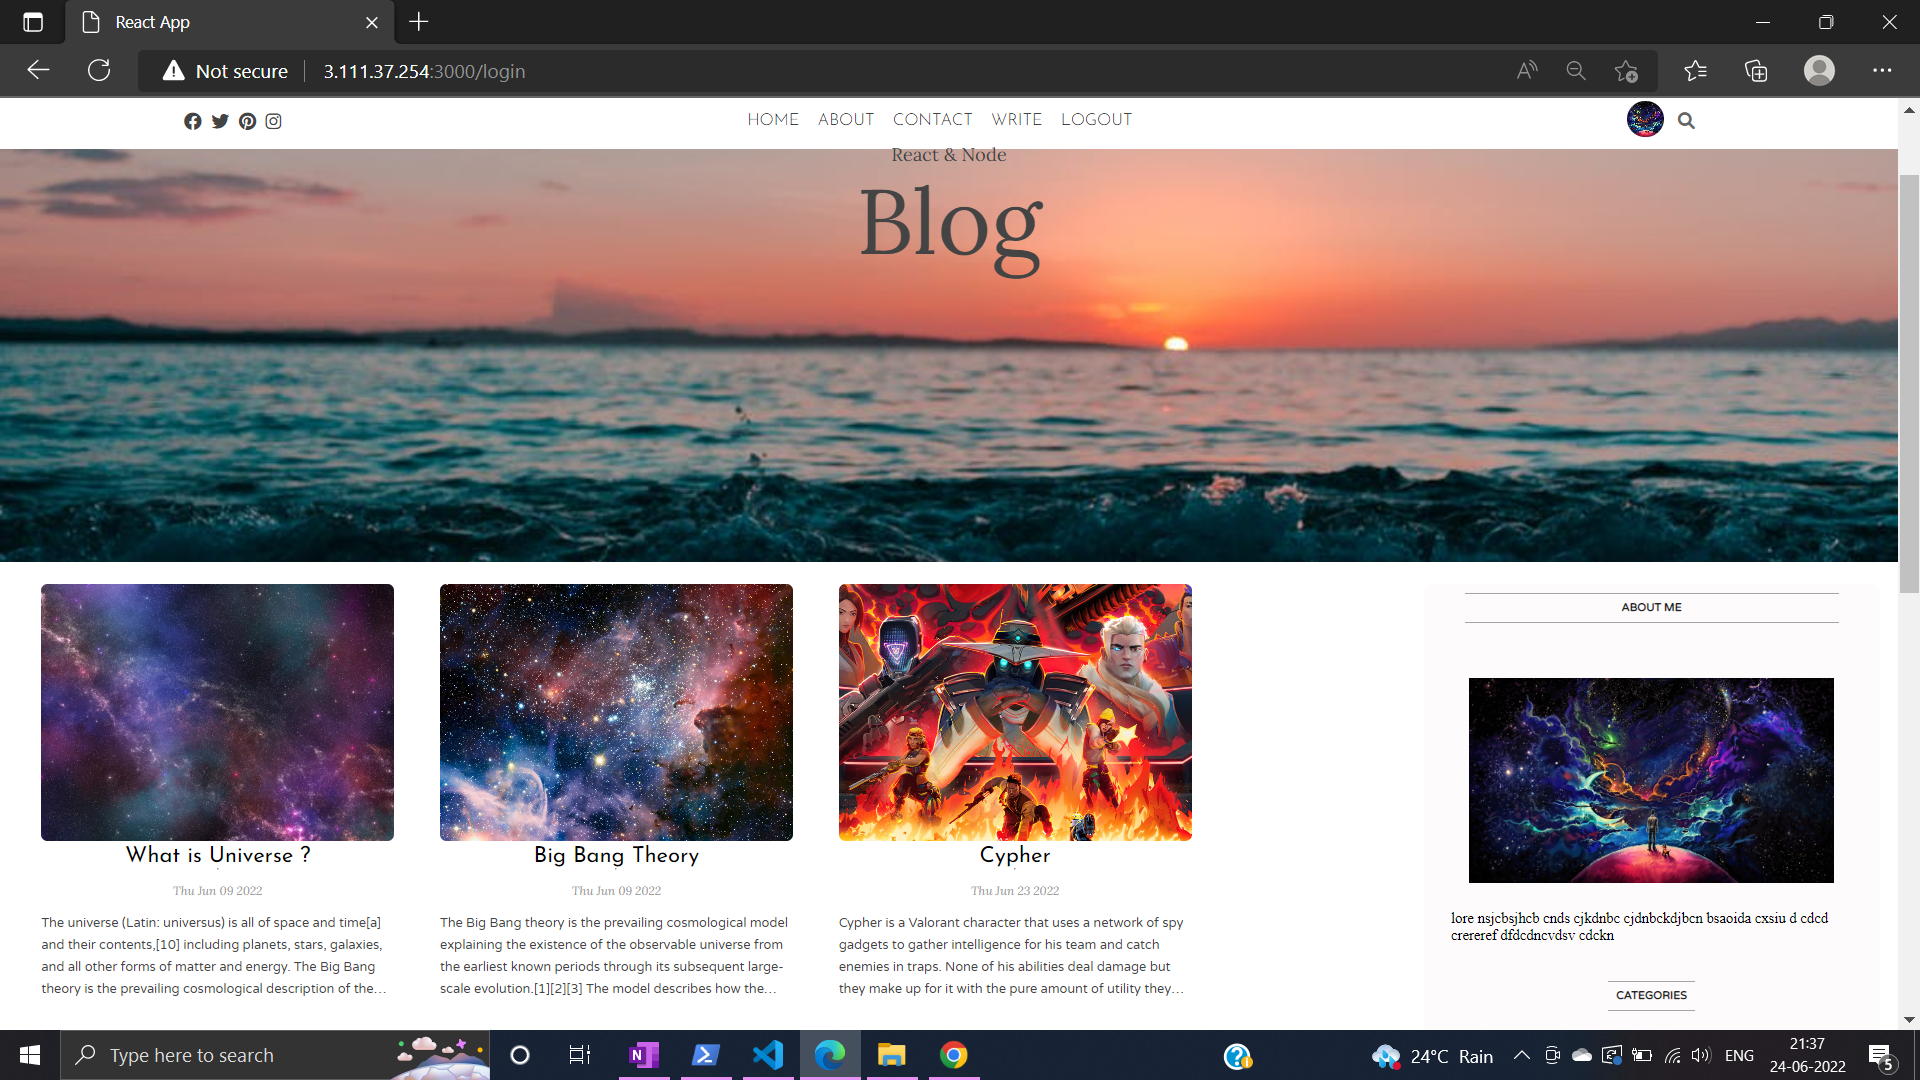 React App
Not secure
3.111.37.254:3000/login
HOME ABOUT CONTACT WRITE LOGOUT
React & Node
Blog
What is Universe ?
Thu Jun 09 2022
The universe (Latin: universus) is all of space and time[a]
and their contents,[10] including planets, stars, galaxies,
and all other forms of matter and energy. The Big Bang
theory is the prevailing cosmological description of the...
Big Bang Theory
Thu Jun 09 2022
The Big Bang theory is the prevailing cosmological model
explaining the existence of the observable universe from
the earliest known periods through its subsequent large-
scale evolution.[1][2][3] The model describes how the...
Cypher
Thu Jun 23 2022
Cypher is a Valorant character that uses a network of spy
gadgets to gather intelligence for his team and catch
enemies in traps. None of his abilities deal damage but
they make up for it with the pure amount of utility they...
ABOUT ME
lore nsjcbsjhcb cnds cjkdnbc cjdnbckdjbcn bsaoida cxsiu d cdcd
crereref dfdcdncvdsv cdckn
CATEGORIES
Type here to search
24°C Rain
ENG
21:37
24-06-2022
5